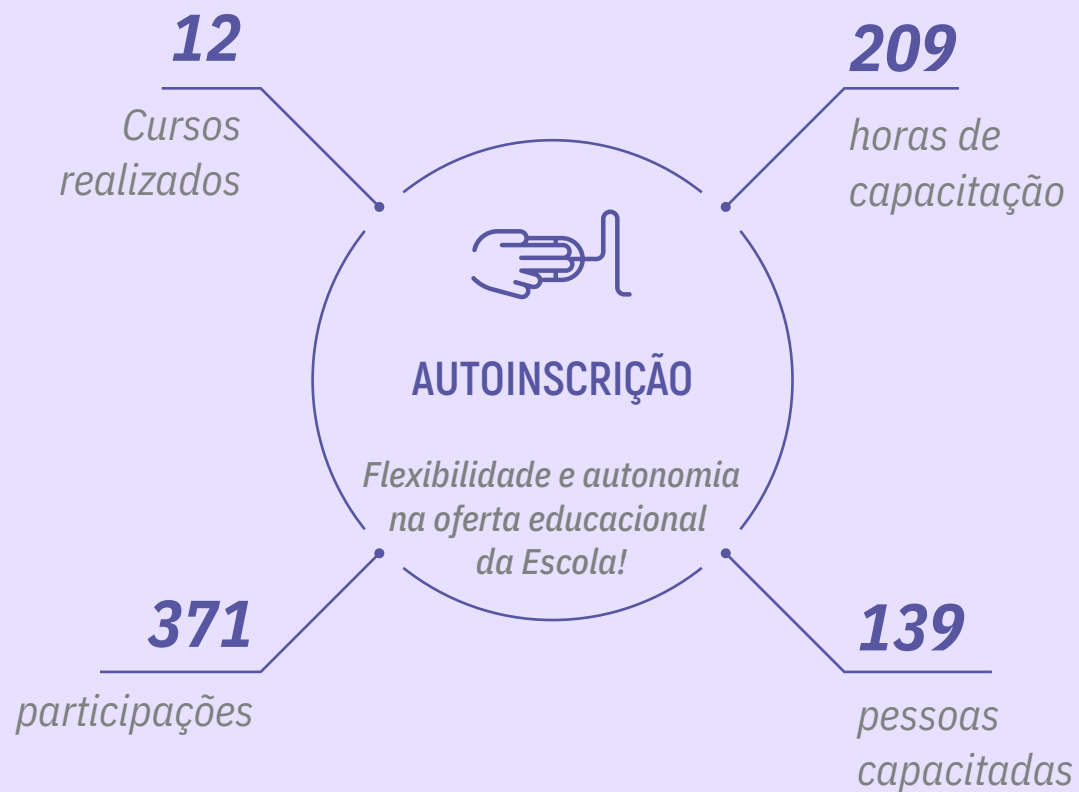 12
Cursos
realizados
209
horas de
capacitação
AUTOINSCRIÇÃO
Flexibilidade e autonomia
na oferta educacional
da Escola!
371
participações
139
pessoas
capacitadas